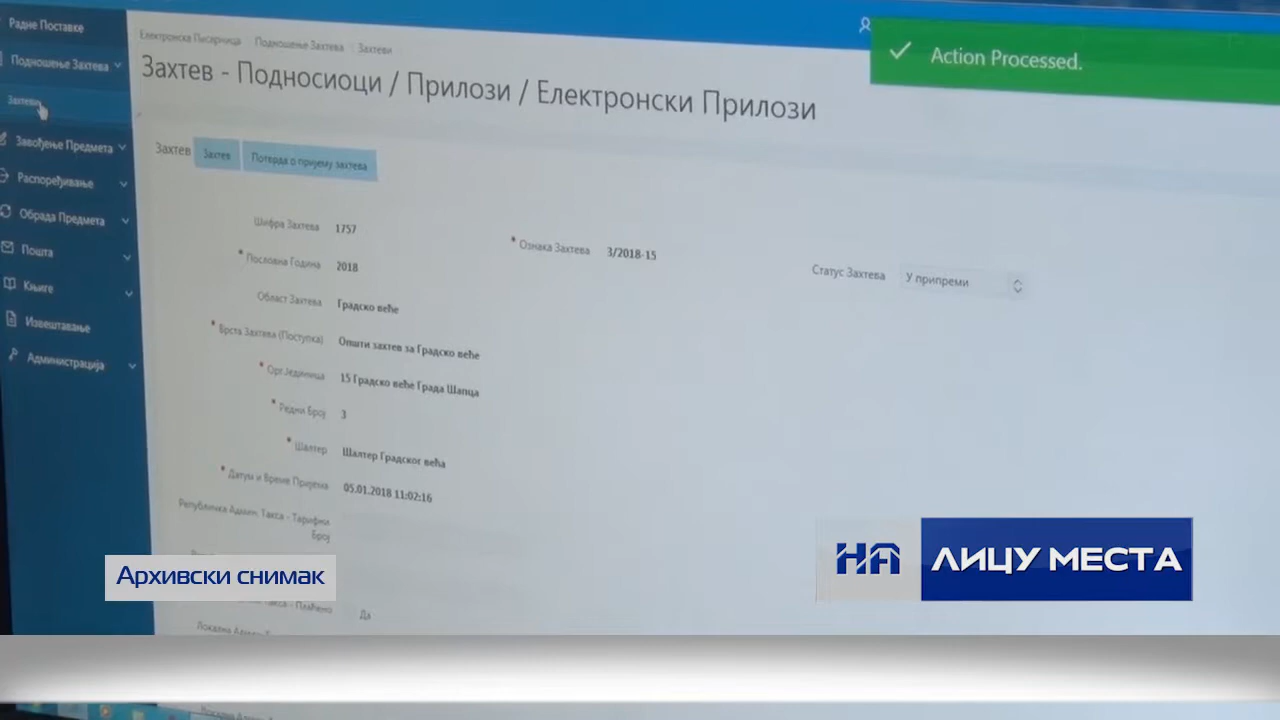 Радне Поставке
Подношење Захтева
Захтеви
Завођење Предмета
Распоређивање
Обрада Предмета
Пошта
Књиге
Извештавање
Администрација
Електронска Писарница Подношење Захтева Захтеви
Action Processed.
Захтев - Подносиоци / Прилози / Електронски Прилози
Захтев Захтев Потврда о пријему захтева
Шифра Захтева 1757
* Ознака Захтева 3/2018-15
Статус Захтева У припреми
* Пословна Година 2018
Област Захтева Градско веће
* Врста Захтева (Поступка) Општи захтев за Градско веће
* Орг Јединица 15 Градско веће Града Шапца
* Редни Број 3
* Шалтер Шалтер Градског већа
* Датум и Време Пријема 05.01.2018 11:02:16
Републичка Админ. Такса - Тарифни
Број
Такса - Плаћено Да
Локална
Архивски снимак
НА ЛИЦУ МЕСТА